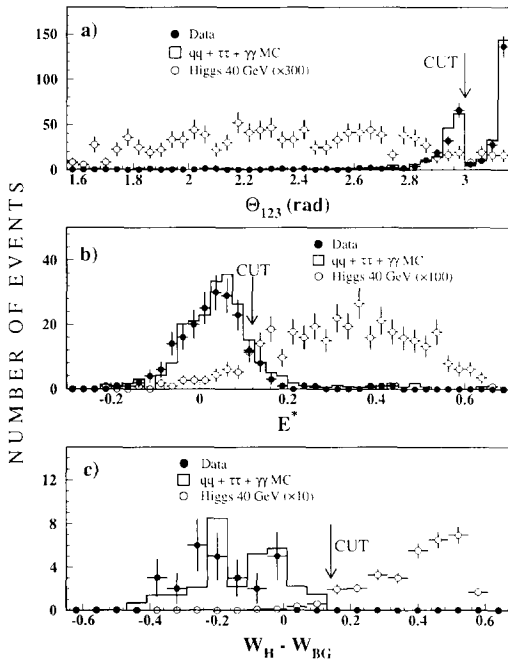 NUMBER OF EVENTS
a)
Data
qq + ττ + γγ MC
Higgs 40 GeV (×300)
CUT
150
100
50
0
1.6 1.8 2 2.2 2.4 2.6 2.8 3
Θ123 (rad)
b)
Data
qq + ττ + γγ MC
Higgs 40 GeV (×100)
CUT
40
20
0
-0.2 0 0.2 0.4 0.6
E*
c)
Data
qq + ττ + γγ MC
Higgs 40 GeV (×10)
CUT
12
8
4
0
-0.6 -0.4 -0.2 0 0.2 0.4 0.6
WH - WBG